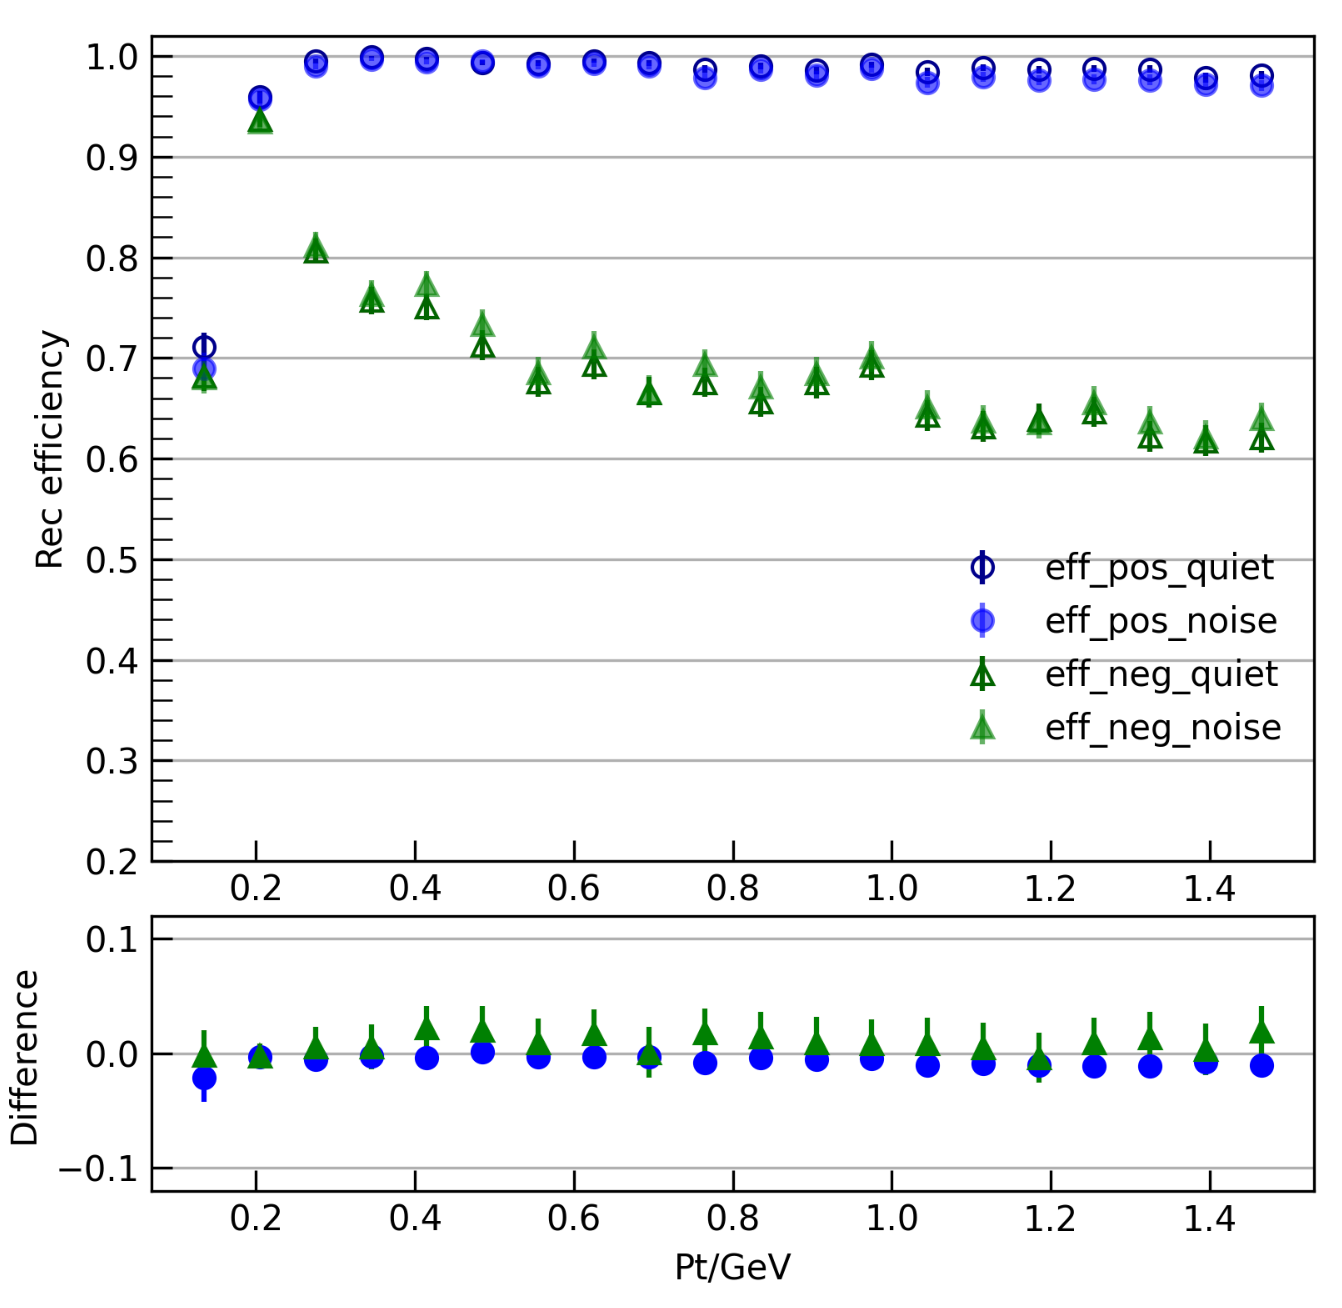 1.0
0.9
0.8
0.7
0.6
0.5
0.4
0.3
0.2
Rec efficiency
eff_pos_quiet
eff_pos_noise
eff_neg_quiet
eff_neg_noise
0.2 0.4 0.6 0.8 1.0 1.2 1.4
0.1
0.0
−0.1
Difference
0.2 0.4 0.6 0.8 1.0 1.2 1.4
Pt/GeV